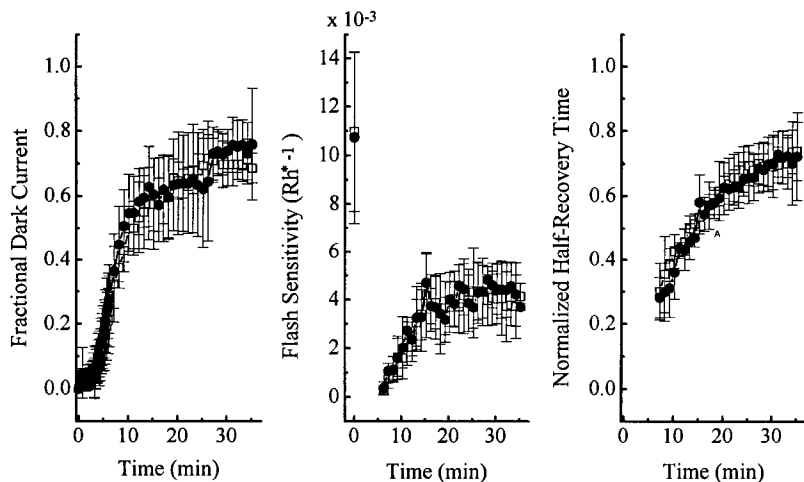 x 10-3
Fractional Dark Current
1.0
0.8
0.6
0.4
0.2
0.0
0 10 20 30
Time (min)
Flash Sensitivity (Rh*-1)
14
12
10
8
6
4
2
0
0 10 20 30
Time (min)
Normalized Half-Recovery Time
1.0
0.8
0.6
0.4
0.2
0.0
0 10 20 30
Time (min)
A